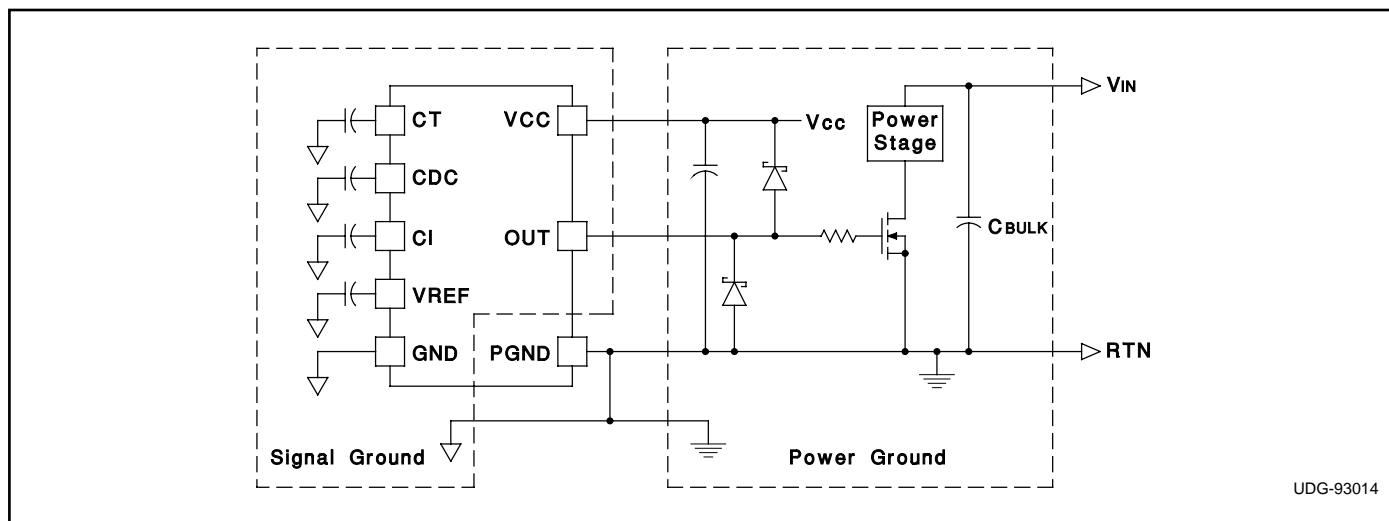 CT
VCC
Vcc
Power
Stage
VIN
CDC
CI
OUT
CBULK
VREF
GND
PGND
RTN
Signal Ground
Power Ground
UDG-93014